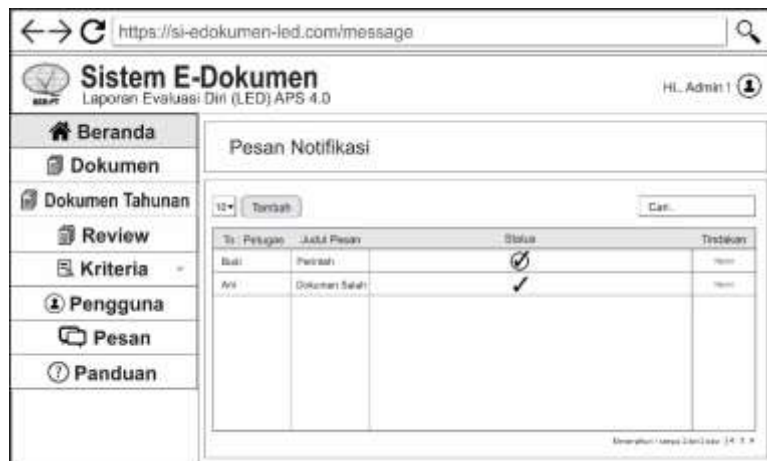 https://si-edokumen-led.com/message
Sistem E-Dokumen
Laporan Evaluasi Diri (LED) APS 4.0
Hi.. Admin !
BAN-PT
Beranda
Dokumen
Dokumen Tahunan
Review
Kriteria
Pengguna
Pesan
Panduan
Pesan Notifikasi
10 Tambah
Cari..
To : Petugas Judul Pesan Status Tindakan
Budi Perintah
Ani Dokumen Salah